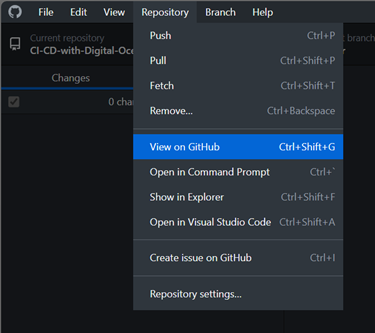 File Edit View Repository Branch Help
Current repository
CI-CD-with-Digital-Oce
Changes
0 cha
Push Ctrl+P
Pull Ctrl+Shift+P
Fetch Ctrl+Shift+T
Remove... Ctrl+Backspace
View on GitHub Ctrl+Shift+G
Open in Command Prompt Ctrl+`
Show in Explorer Ctrl+Shift+F
Open in Visual Studio Code Ctrl+Shift+A
Create issue on GitHub Ctrl+I
Repository settings...